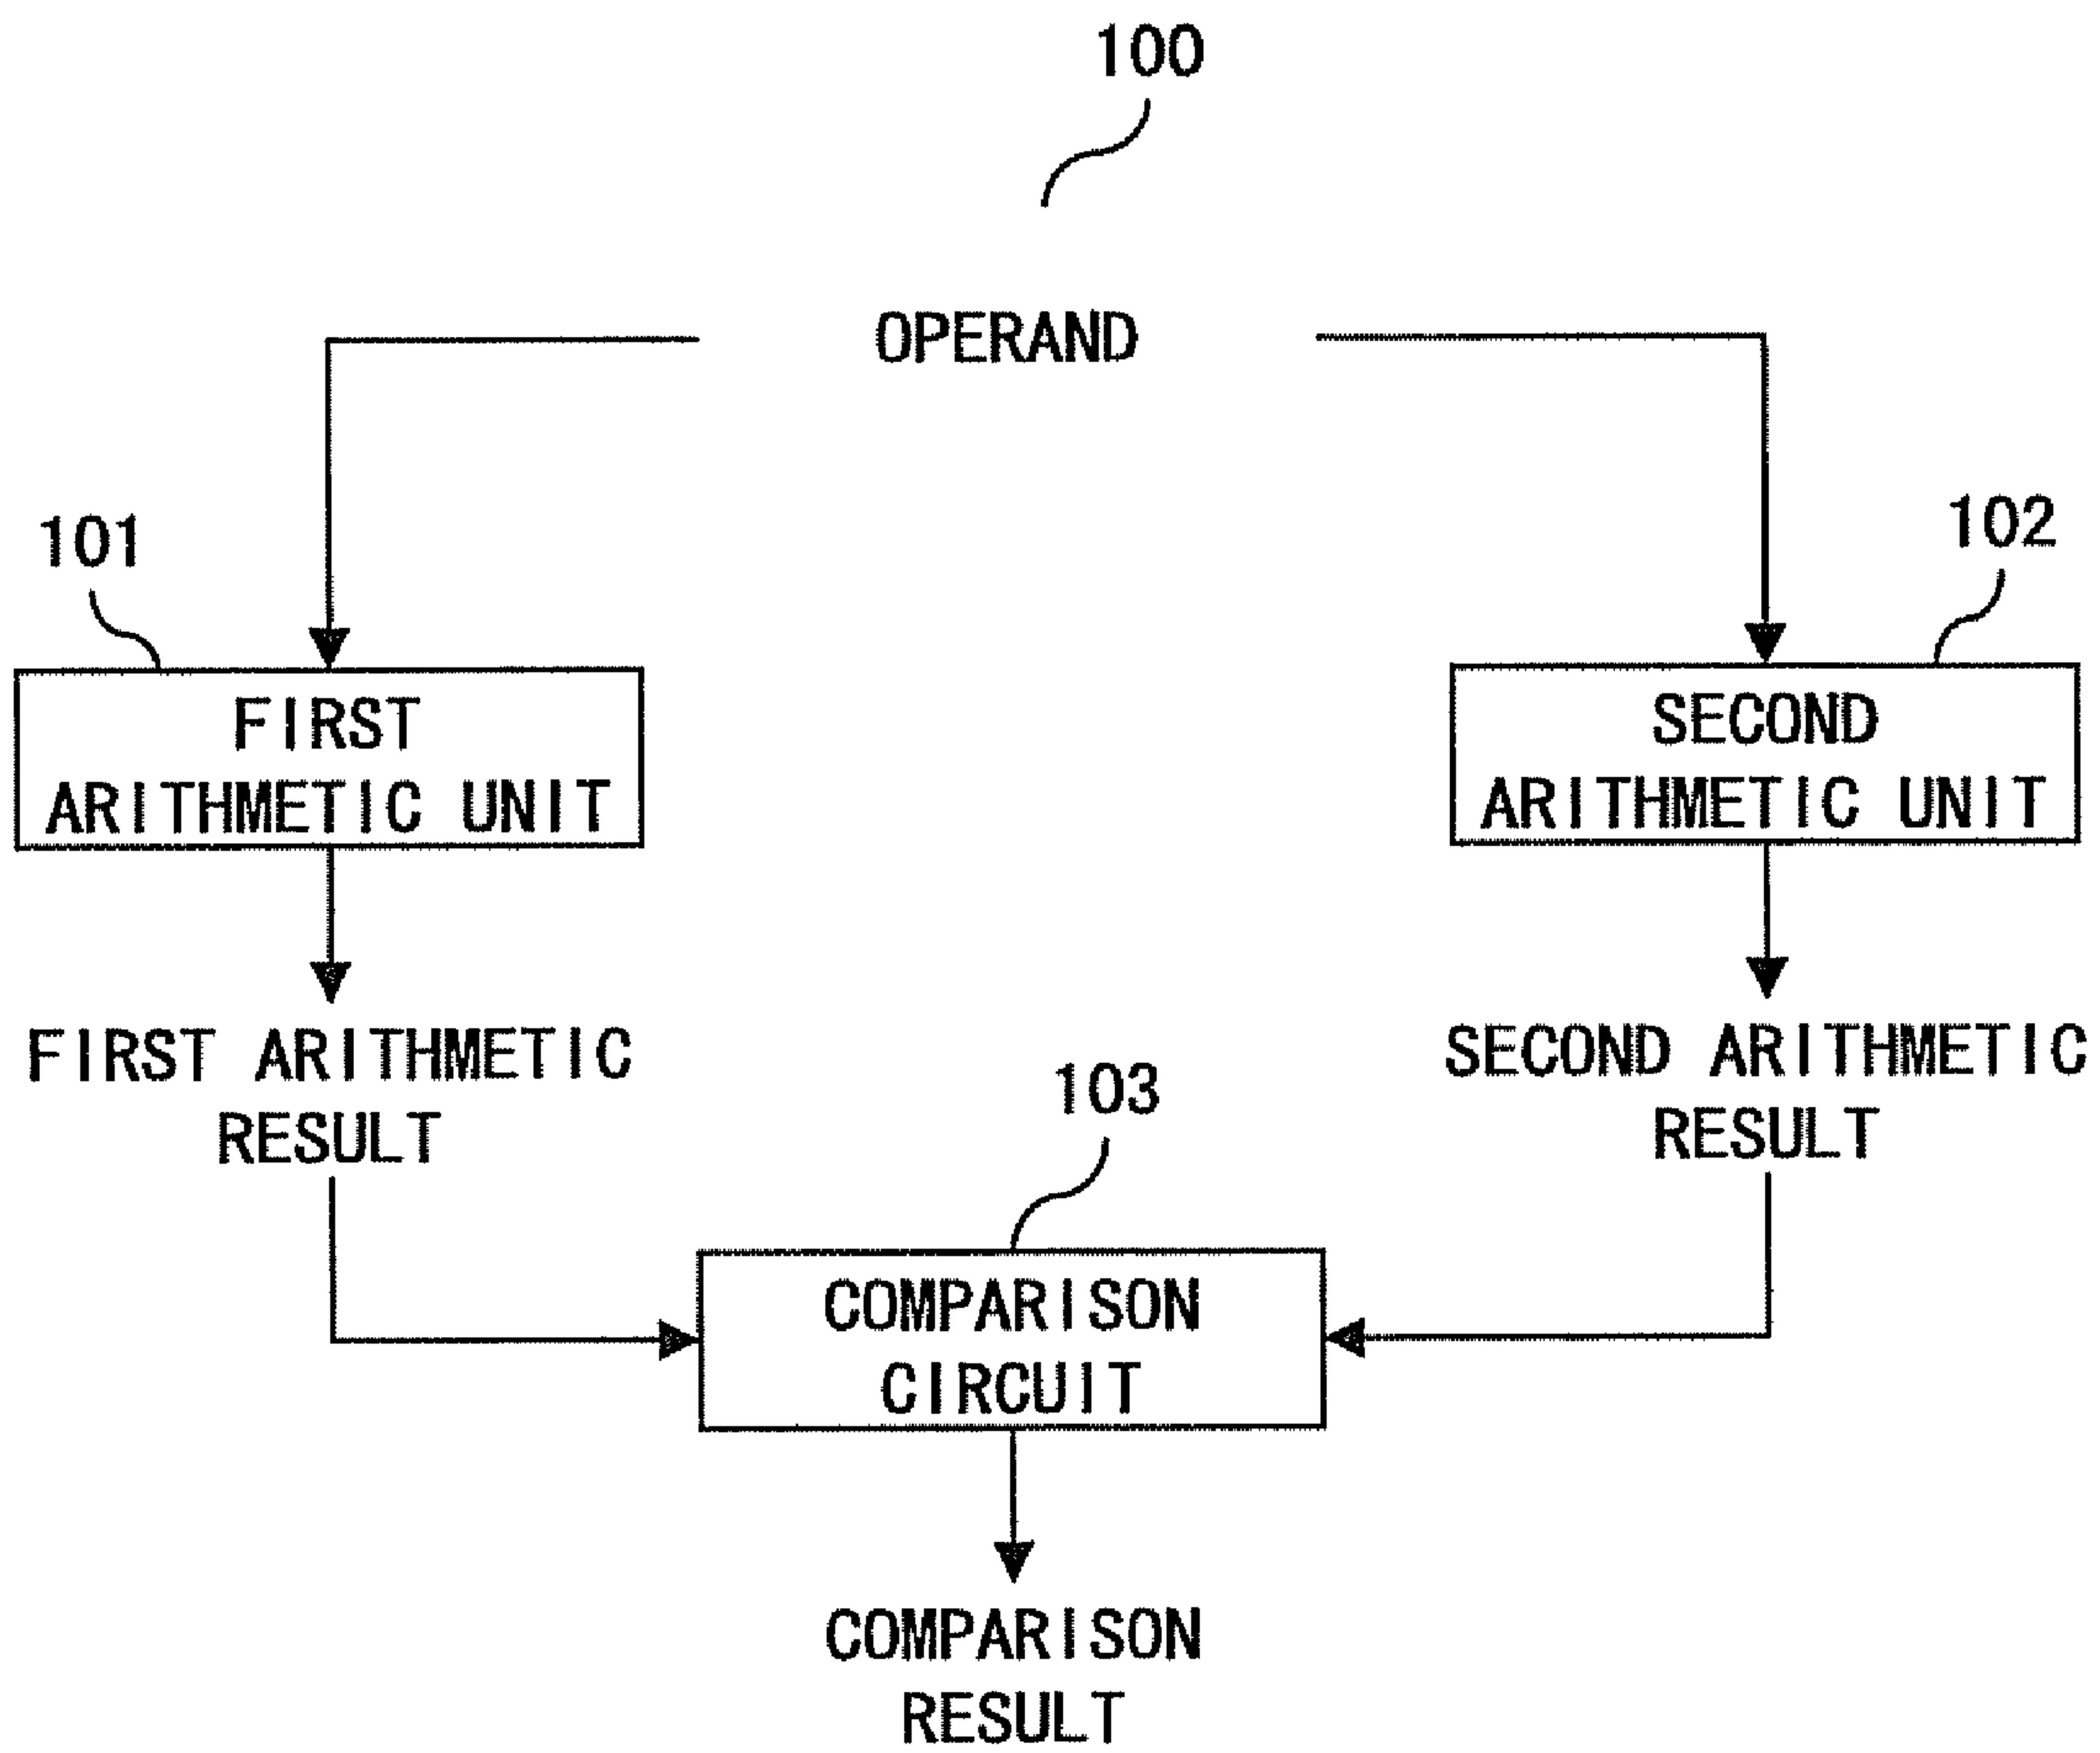 100
OPERAND
101
102
FIRST
ARITHMETIC UNIT
SECOND
ARITHMETIC UNIT
FIRST ARITHMETIC
RESULT
SECOND ARITHMETIC
RESULT
103
COMPARISON
CIRCUIT
COMPARISON
RESULT